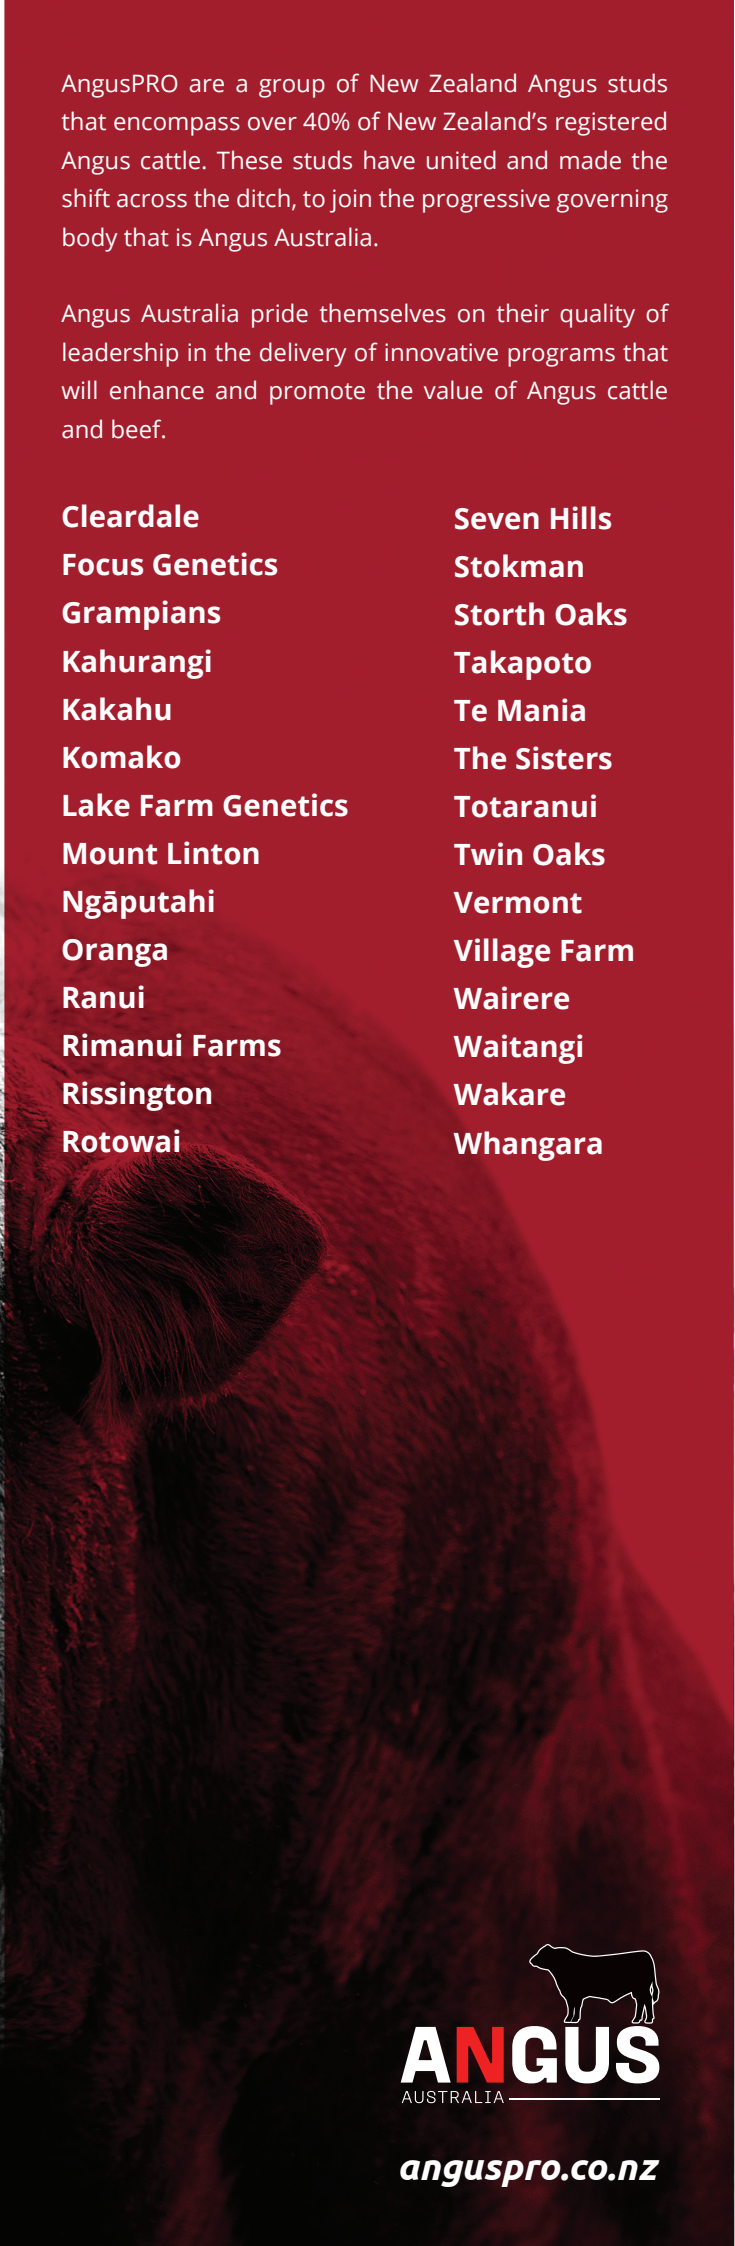 AngusPRO are a group of New Zealand Angus studs
that encompass over 40% of New Zealand’s registered
Angus cattle. These studs have united and made the
shift across the ditch, to join the progressive governing
body that is Angus Australia.
Angus Australia pride themselves on their quality of
leadership in the delivery of innovative programs that
will enhance and promote the value of Angus cattle
and beef.
Cleardale
Focus Genetics
Grampians
Kahurangi
Kakahu
Komako
Lake Farm Genetics
Mount Linton
Ngāputahi
Oranga
Ranui
Rimanui Farms
Rissington
Rotowai
Seven Hills
Stokman
Storth Oaks
Takapoto
Te Mania
The Sisters
Totaranui
Twin Oaks
Vermont
Village Farm
Wairere
Waitangi
Wakare
Whangara
ANGUS
AUSTRALIA
anguspro.co.nz